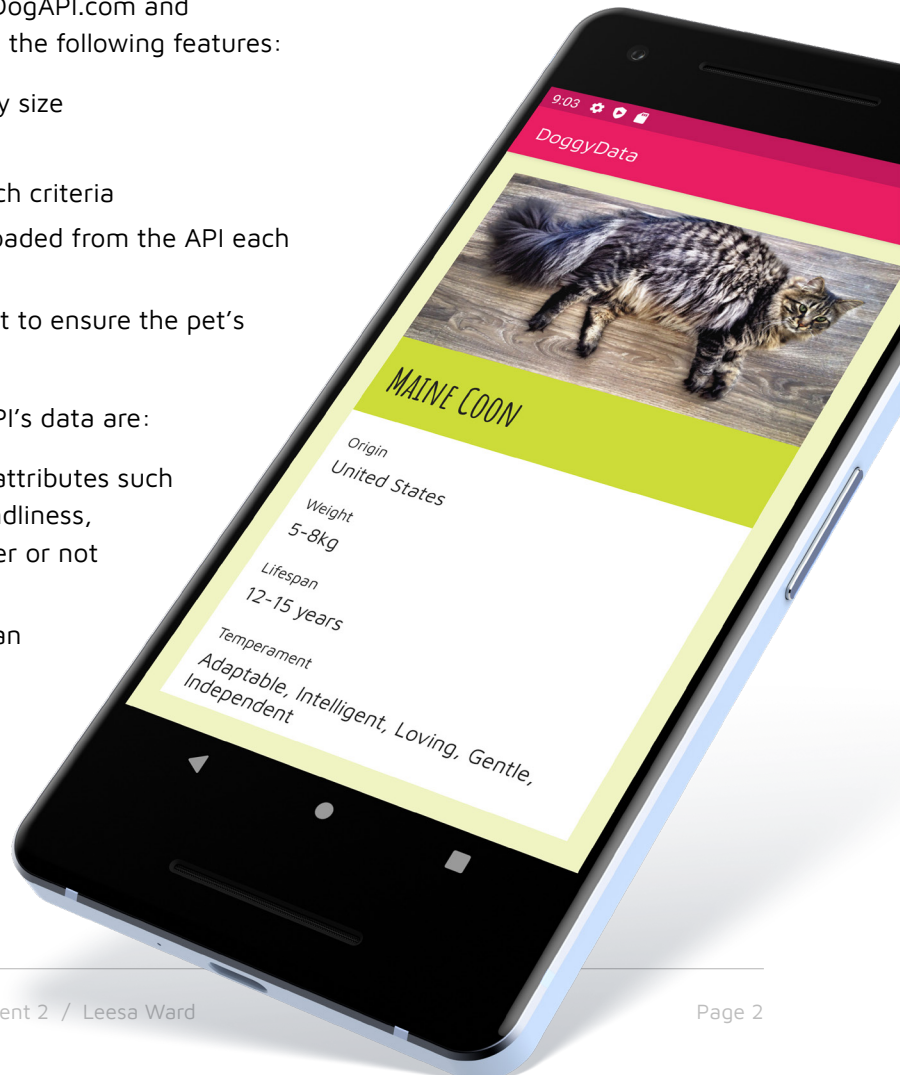 DogAPI.com and
the following features:
y size
ch criteria
oaded from the API each
t to ensure the pet's
PI's data are:
attributes such
dliness,
er or not
an
9:03
DoggyData
MAINE COON
Origin
United States
Weight
5-8kg
Lifespan
12-15 years
Temperament
Adaptable, Intelligent, Loving, Gentle,
Independent
ent 2 / Leesa Ward
Page 2